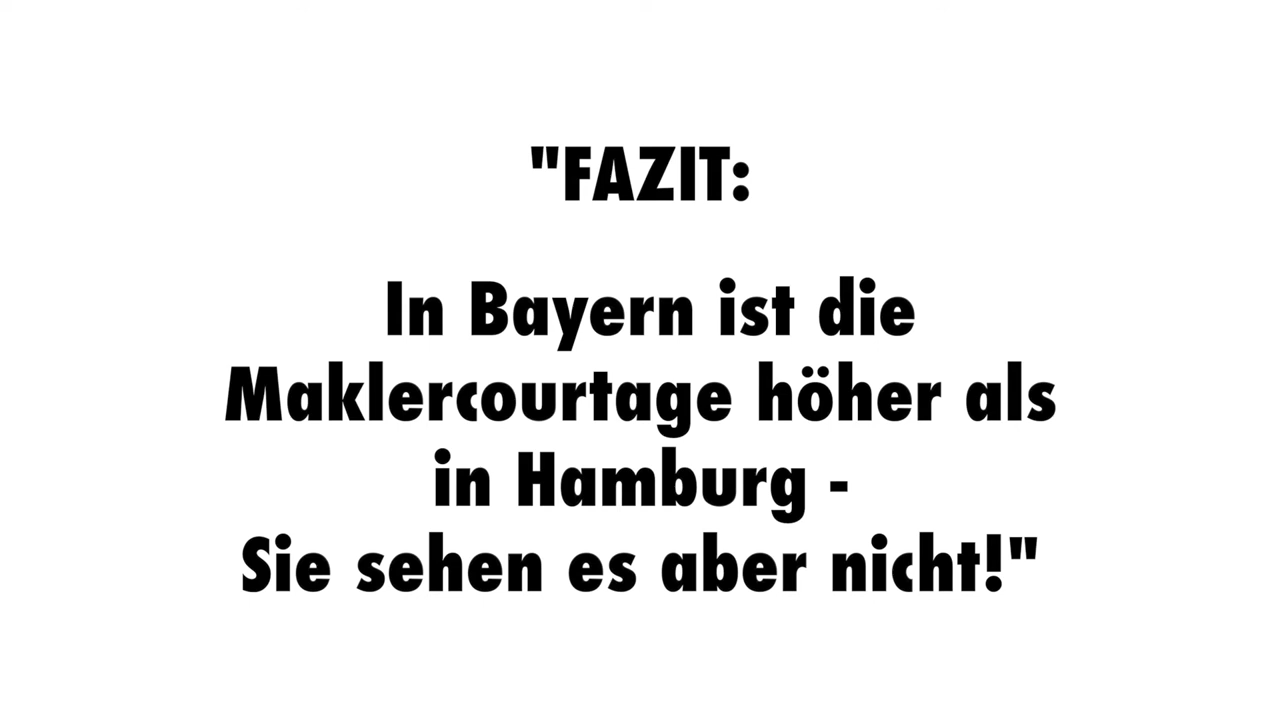 "FAZIT:
In Bayern ist die
Maklercourtage höher als
in Hamburg -
Sie sehen es aber nicht!"